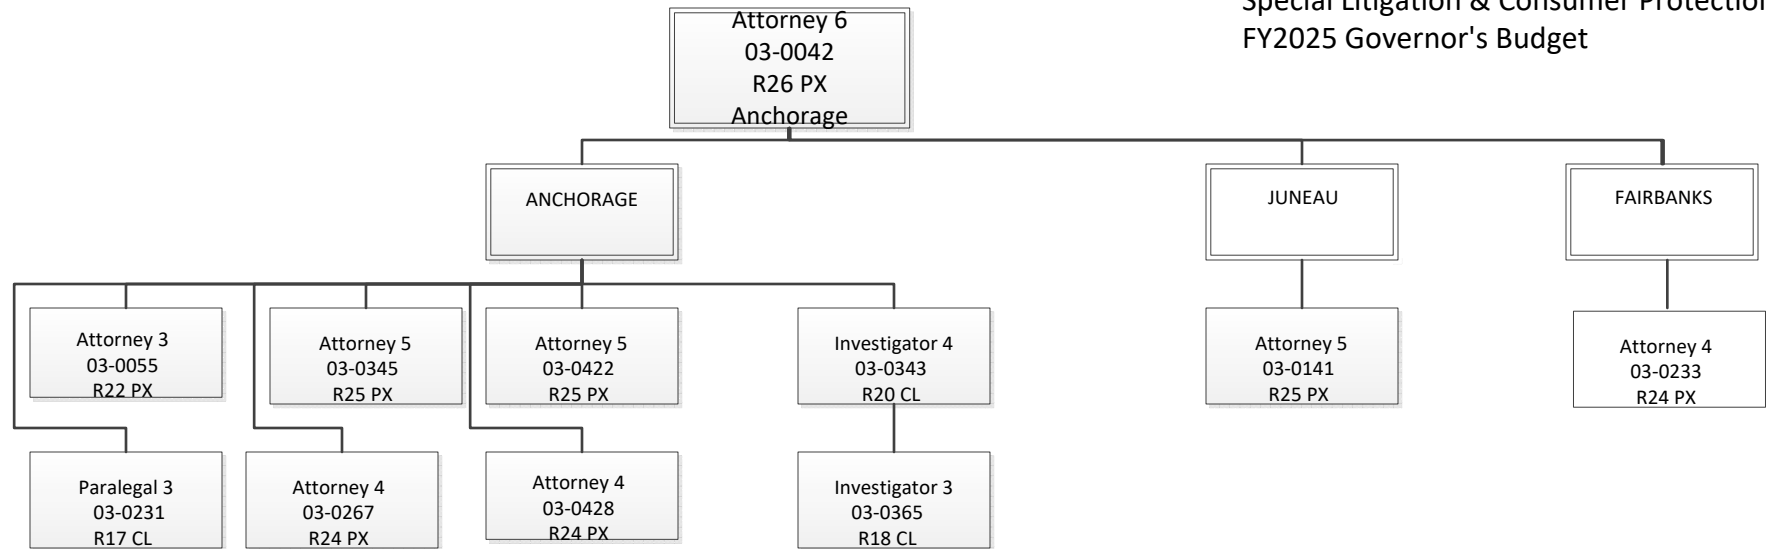 Special Litigation & Consumer Protection
FY2025 Governor's Budget
Attorney 6
03-0042
R26 PX
Anchorage
ANCHORAGE
JUNEAU
FAIRBANKS
Attorney 3
03-0055
R22 PX
Attorney 5
03-0345
R25 PX
Attorney 5
03-0422
R25 PX
Investigator 4
03-0343
R20 CL
Attorney 5
03-0141
R25 PX
Attorney 4
03-0233
R24 PX
Paralegal 3
03-0231
R17 CL
Attorney 4
03-0267
R24 PX
Attorney 4
03-0428
R24 PX
Investigator 3
03-0365
R18 CL